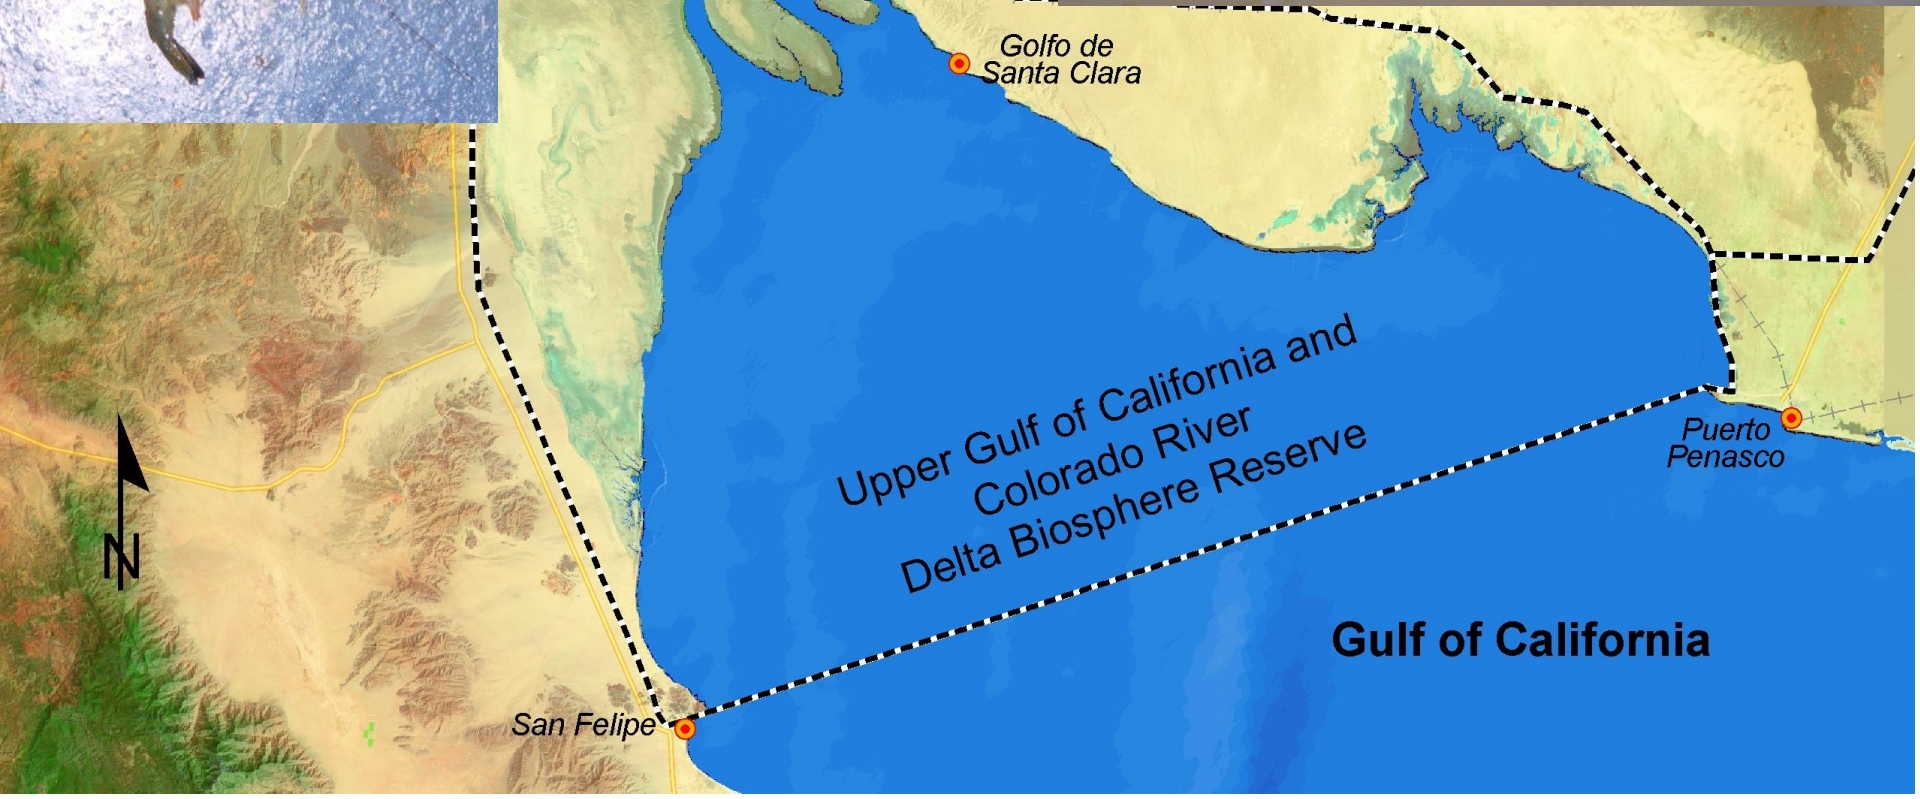 Golfo de
Santa Clara
Upper Gulf of California and
Colorado River
Delta Biosphere Reserve
Puerto
Penasco
N
Gulf of California
San Felipe